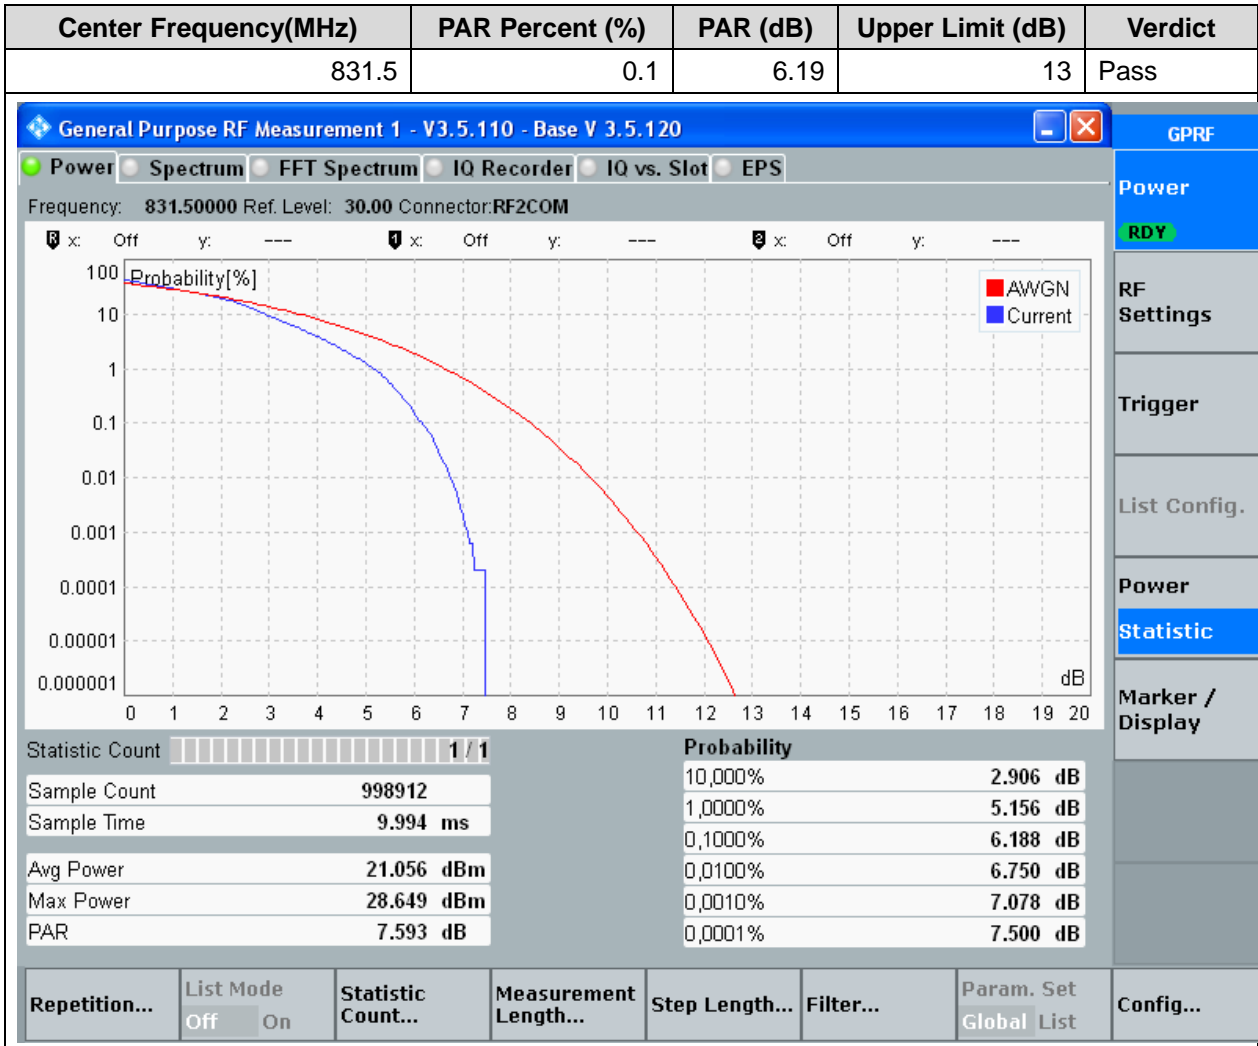 Center Frequency(MHz) PAR Percent (%) PAR (dB) Upper Limit (dB) Verdict
831.5 0.1 6.19 13 Pass
General Purpose RF Measurement 1 - V3.5.110 - Base V 3.5.120
GPRF
Power Spectrum FFT Spectrum IQ Recorder IQ vs. Slot EPS
Power
RDY
Frequency: 831.50000 Ref. Level: 30.00 Connector:RF2COM
R x: Off y: --- 1 x: Off y: --- 2 x: Off y: ---
Probability[%]
AWGN
Current
100
10
1
0.1
0.01
0.001
0.0001
0.00001
0.000001
dB
0 1 2 3 4 5 6 7 8 9 10 11 12 13 14 15 16 17 18 19 20
RF
Settings
Trigger
List Config.
Power
Statistic
Marker /
Display
Statistic Count 1 / 1
Sample Count 998912
Sample Time 9.994 ms
Avg Power 21.056 dBm
Max Power 28.649 dBm
PAR 7.593 dB
Probability
10,000% 2.906 dB
1,0000% 5.156 dB
0,1000% 6.188 dB
0,0100% 6.750 dB
0,0010% 7.078 dB
0,0001% 7.500 dB
Repetition...
List Mode
Off On
Statistic
Count...
Measurement
Length...
Step Length...
Filter...
Param. Set
Global List
Config...